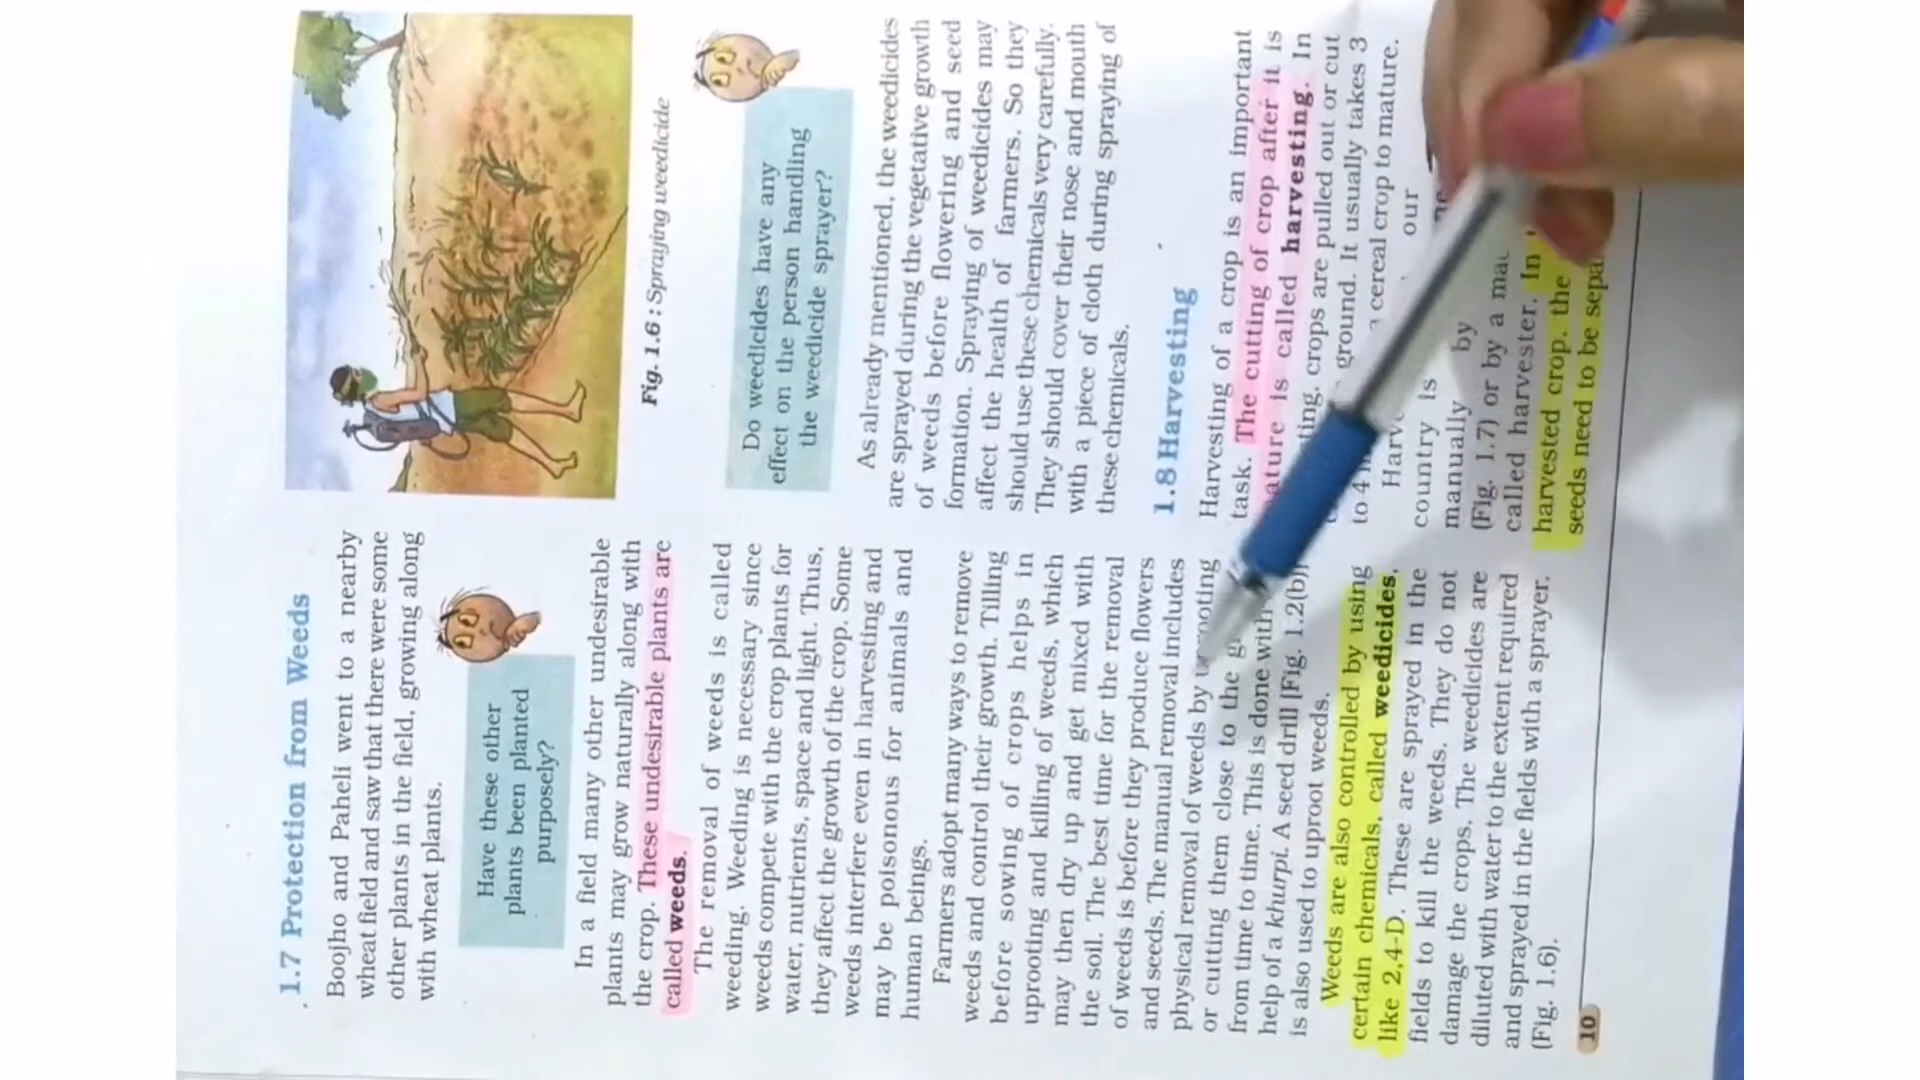 1.7 Protection from Weeds
Boojho and Paheli went to a nearby
wheat field and saw that there were some
other plants in the field, growing along
with wheat plants.
Have these other
plants been planted
purposely?
In a field many other undesirable
plants may grow naturally along with
the crop. These undesirable plants are
called weeds.
The removal of weeds is called
weeding. Weeding is necessary since
weeds compete with the crop plants for
water, nutrients, space and light. Thus,
they affect the growth of the crop. Some
weeds interfere even in harvesting and
may be poisonous for animals and
human beings.
Farmers adopt many ways to remove
weeds and control their growth. Tilling
before sowing of crops helps in
uprooting and killing of weeds, which
may then dry up and get mixed with
the soil. The best time for the removal
of weeds is before they produce flowers
and seeds. The manual removal includes
physical removal of weeds by uprooting
or cutting them close to the
from time to time. This is done with
help of a khurpi. A seed drill [Fig. 1.2(b)]
is also used to uproot weeds.
Weeds are also controlled by using
certain chemicals, called weedicides,
like 2,4-D. These are sprayed in the
fields to kill the weeds. They do not
damage the crops. The weedicides are
diluted with water to the extent required
and sprayed in the fields with a sprayer.
(Fig. 1.6).
10
Fig. 1.6 : Spraying weedicide
Do weedicides have any
effect on the person handling
the weedicide sprayer?
As already mentioned, the weedicides
are sprayed during the vegetative growth
of weeds before flowering and seed
formation. Spraying of weedicides may
affect the health of farmers. So they
should use these chemicals very carefully.
They should cover their nose and mouth
with a piece of cloth during spraying of
these chemicals.
1.8 Harvesting
Harvesting of a crop is an important
task. The cutting of crop after it is
mature is called harvesting. In
crops are pulled out or cut
ground. It usually takes 3
to 4 a cereal crop to mature.
our
country is
manually by
(Fig. 1.7) or by a
called harvester. In
harvested crop, the
seeds need to be